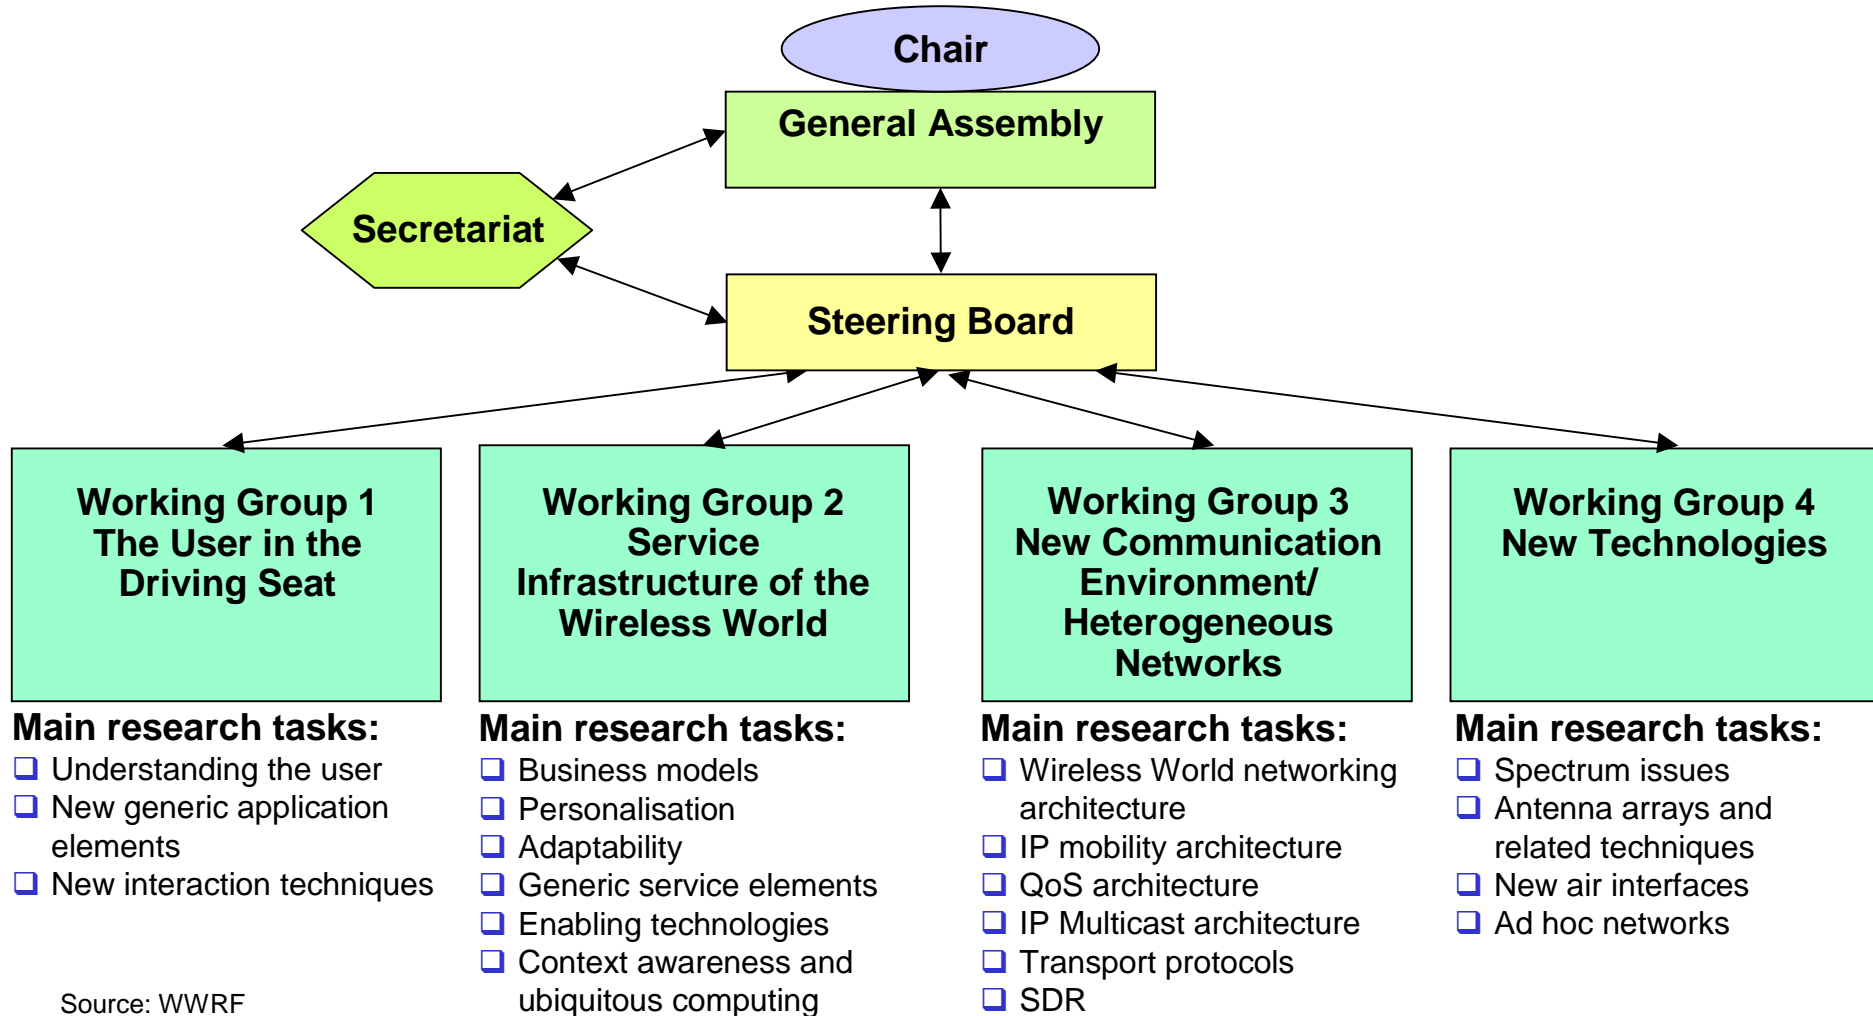 Chair
General Assembly
Secretariat
Steering Board
Working Group 1
The User in the
Driving Seat
Working Group 2
Service
Infrastructure of the
Wireless World
Working Group 3
New Communication
Environment/
Heterogeneous
Networks
Working Group 4
New Technologies
Main research tasks:
Understanding the user
New generic application
elements
New interaction techniques
Main research tasks:
Business models
Personalisation
Adaptability
Generic service elements
Enabling technologies
Context awareness and
ubiquitous computing
Main research tasks:
Wireless World networking
architecture
IP mobility architecture
QoS architecture
IP Multicast architecture
Transport protocols
SDR
Main research tasks:
Spectrum issues
Antenna arrays and
related techniques
New air interfaces
Ad hoc networks
Source: WWRF